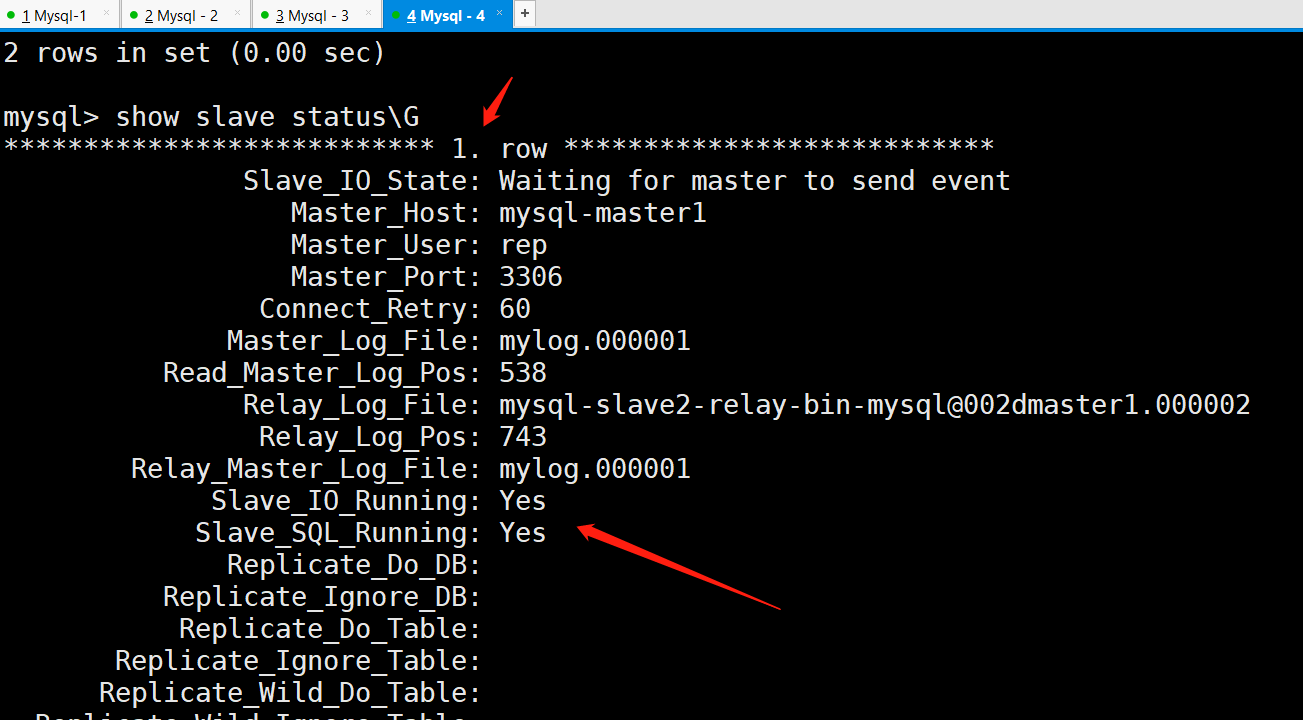 1 Mysql-1 × 2 Mysql - 2 × 3 Mysql - 3 × 4 Mysql - 4 × +
2 rows in set (0.00 sec)
mysql> show slave status\G
*************************** 1. row ***************************
Slave_IO_State: Waiting for master to send event
Master_Host: mysql-master1
Master_User: rep
Master_Port: 3306
Connect_Retry: 60
Master_Log_File: mylog.000001
Read_Master_Log_Pos: 538
Relay_Log_File: mysql-slave2-relay-bin-mysql@002dmaster1.000002
Relay_Log_Pos: 743
Relay_Master_Log_File: mylog.000001
Slave_IO_Running: Yes
Slave_SQL_Running: Yes
Replicate_Do_DB:
Replicate_Ignore_DB:
Replicate_Do_Table:
Replicate_Ignore_Table:
Replicate_Wild_Do_Table:
Replicate_Wild_Ignore_Table: